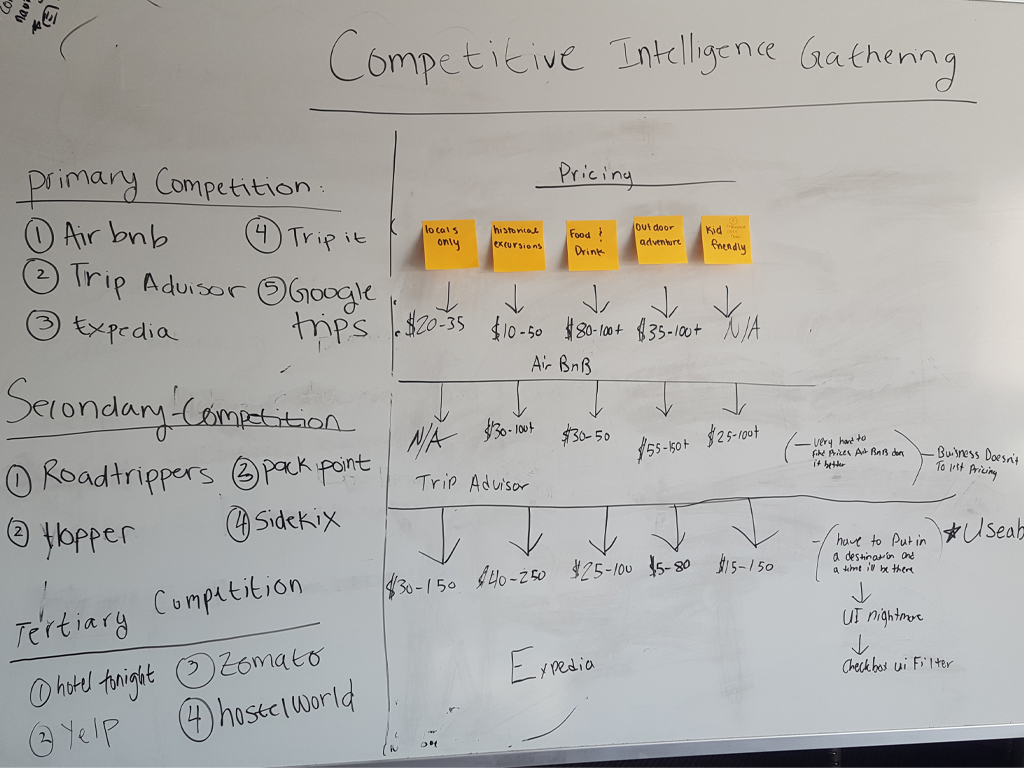 Competitive Intelligence Gathering
primary Competition:
① Air bnb
④ Trip it
② Trip Advisor
⑤ Google
trips
③ Expedia
Secondary Competition
① Roadtrippers
③ pack point
② Hopper
④ Sidekix
Tertiary Competition
① hotel tonight
③ Zomato
② Yelp
④ hostelworld
Pricing
locals
only
historical
excursions
Food &
Drink
outdoor
adventure
Kid
friendly
$20-35
$10-50
$80-100+
$35-100+
N/A
Air BnB
N/A
$30-100+
$30-50
$55-150+
$25-100+
Trip Advisor
very hard to
Prices Air BnB
it better
Buisness Doesn't
To list Pricing
$30-150
$40-250
$25-100
$5-80
$15-150
Expedia
have to Put in
a destination and
a time ill be there
* Useab
UI nightmare
Checkbox ui Filter